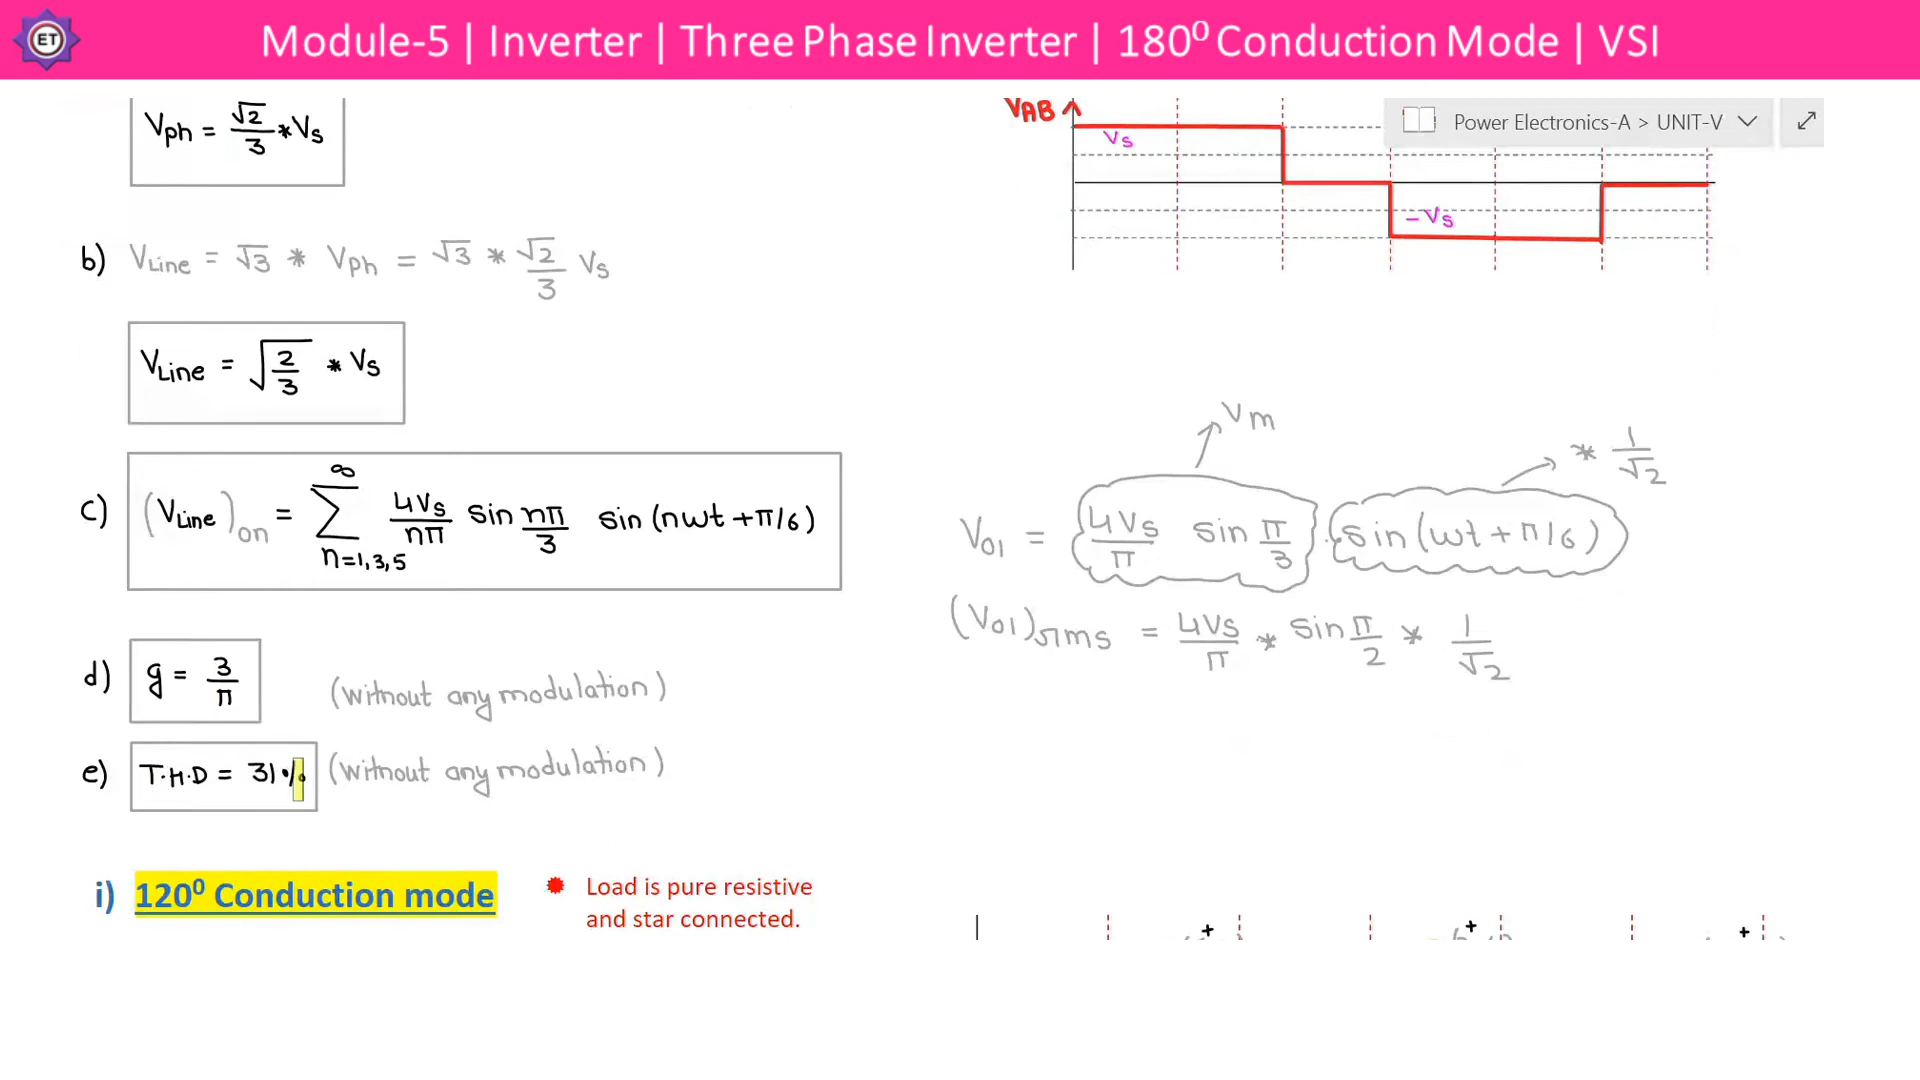 ET
Module-5 | Inverter | Three Phase Inverter | 180⁰ Conduction Mode | VSI
Vph = √2/3 * Vs
b) VLine = √3 * Vph = √3 * √2/3 Vs
VLine = √(2/3) * Vs
c) (VLine)on = ∞ Σ n=1,3,5 4Vs/nπ sin nπ/3 sin (nωt + π/6)
d) g = 3/π (without any modulation)
e) T.H.D = 31% (without any modulation)
i) 120⁰ Conduction mode
Load is pure resistive
and star connected.
VAB
Power Electronics-A > UNIT-V
Vs
-Vs
Vm
* 1/√2
V01 = 4Vs/π sin π/3 . sin (ωt + π/6)
(V01)rms = 4Vs/π * sin π/2 * 1/√2
+ + +